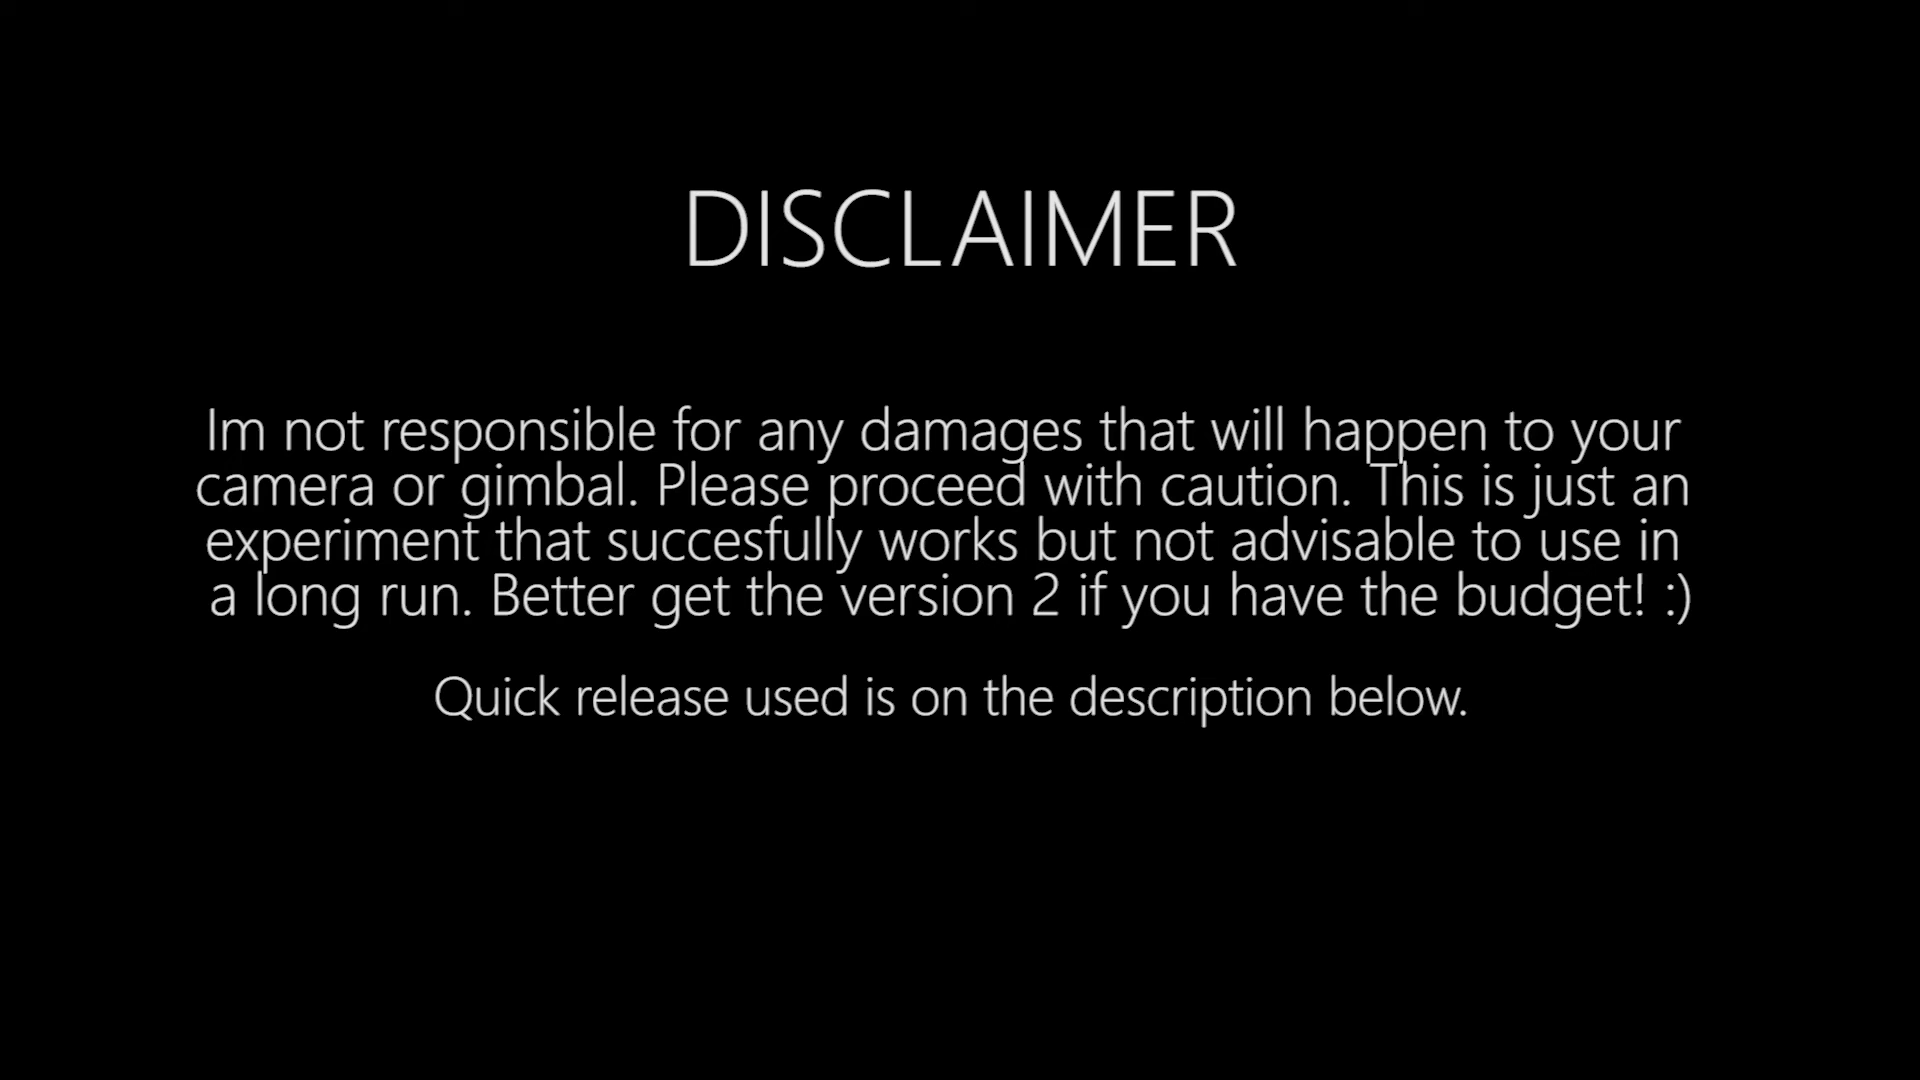 DISCLAIMER
Im not responsible for any damages that will happen to your
camera or gimbal. Please proceed with caution. This is just an
experiment that succesfully works but not advisable to use in
a long run. Better get the version 2 if you have the budget! :)
Quick release used is on the description below.